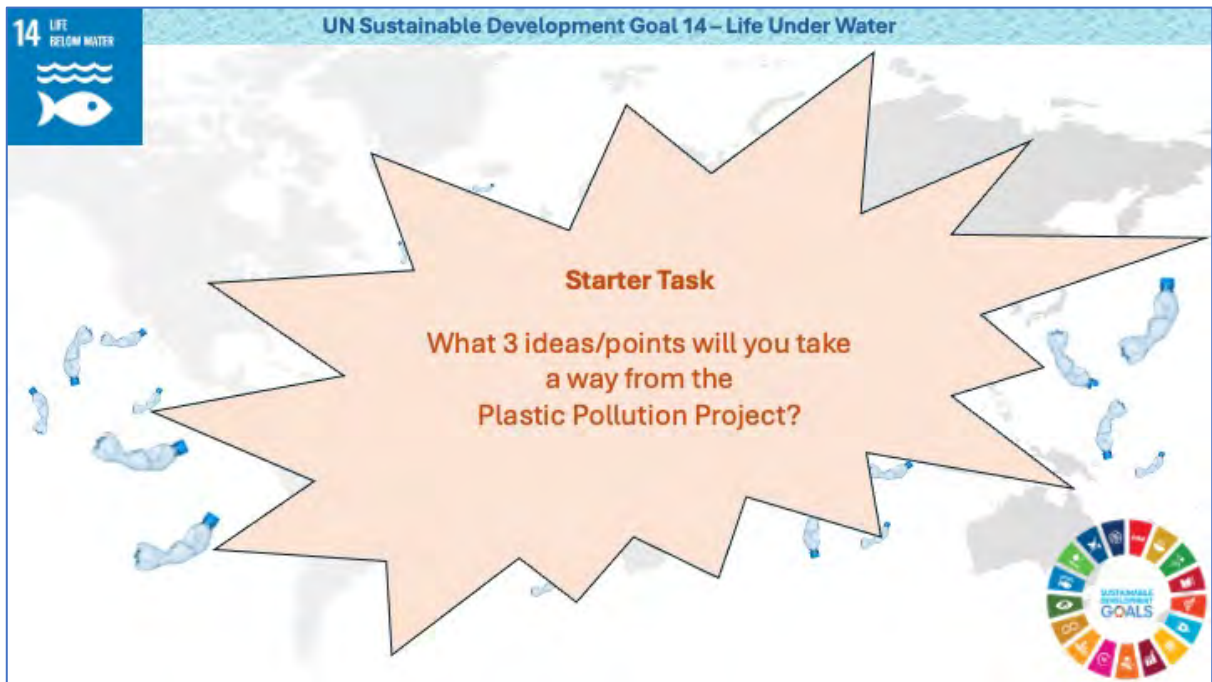 14 LIFE
BELOW WATER
UN Sustainable Development Goal 14 – Life Under Water
Starter Task
What 3 ideas/points will you take
a way from the
Plastic Pollution Project?
SUSTAINABLE
DEVELOPMENT
GOALS